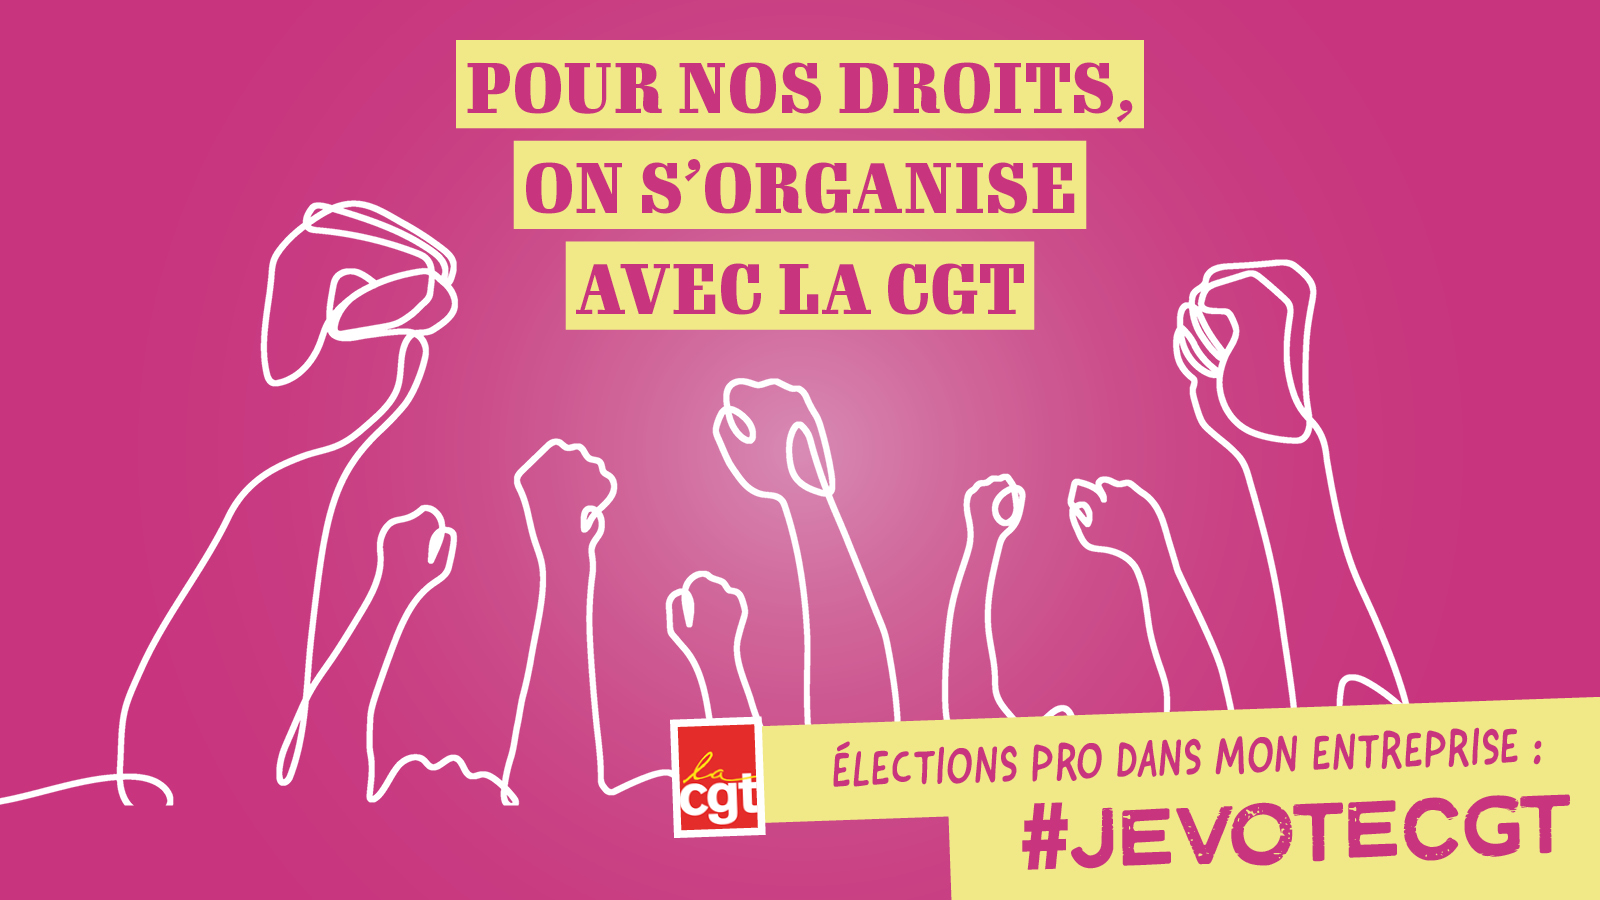 POUR NOS DROITS,
ON S’ORGANISE
AVEC LA CGT
la
cgt
ÉLECTIONS PRO DANS MON ENTREPRISE :
#JEVOTECGT